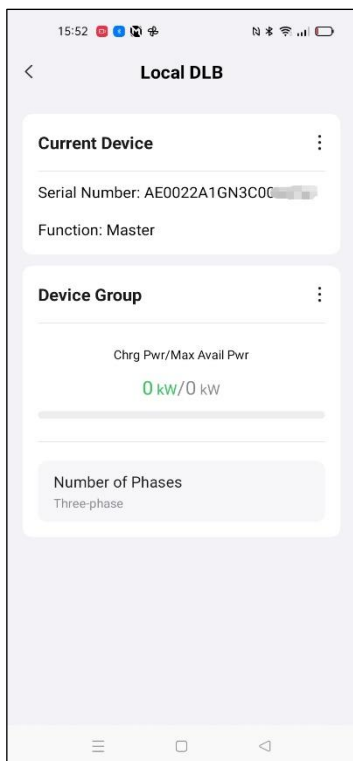 15:52
Local DLB
Current Device
Serial Number: AE0022A1GN3C00
Function: Master
Device Group
Chrg Pwr/Max Avail Pwr
0 kW/0 kW
Number of Phases
Three-phase